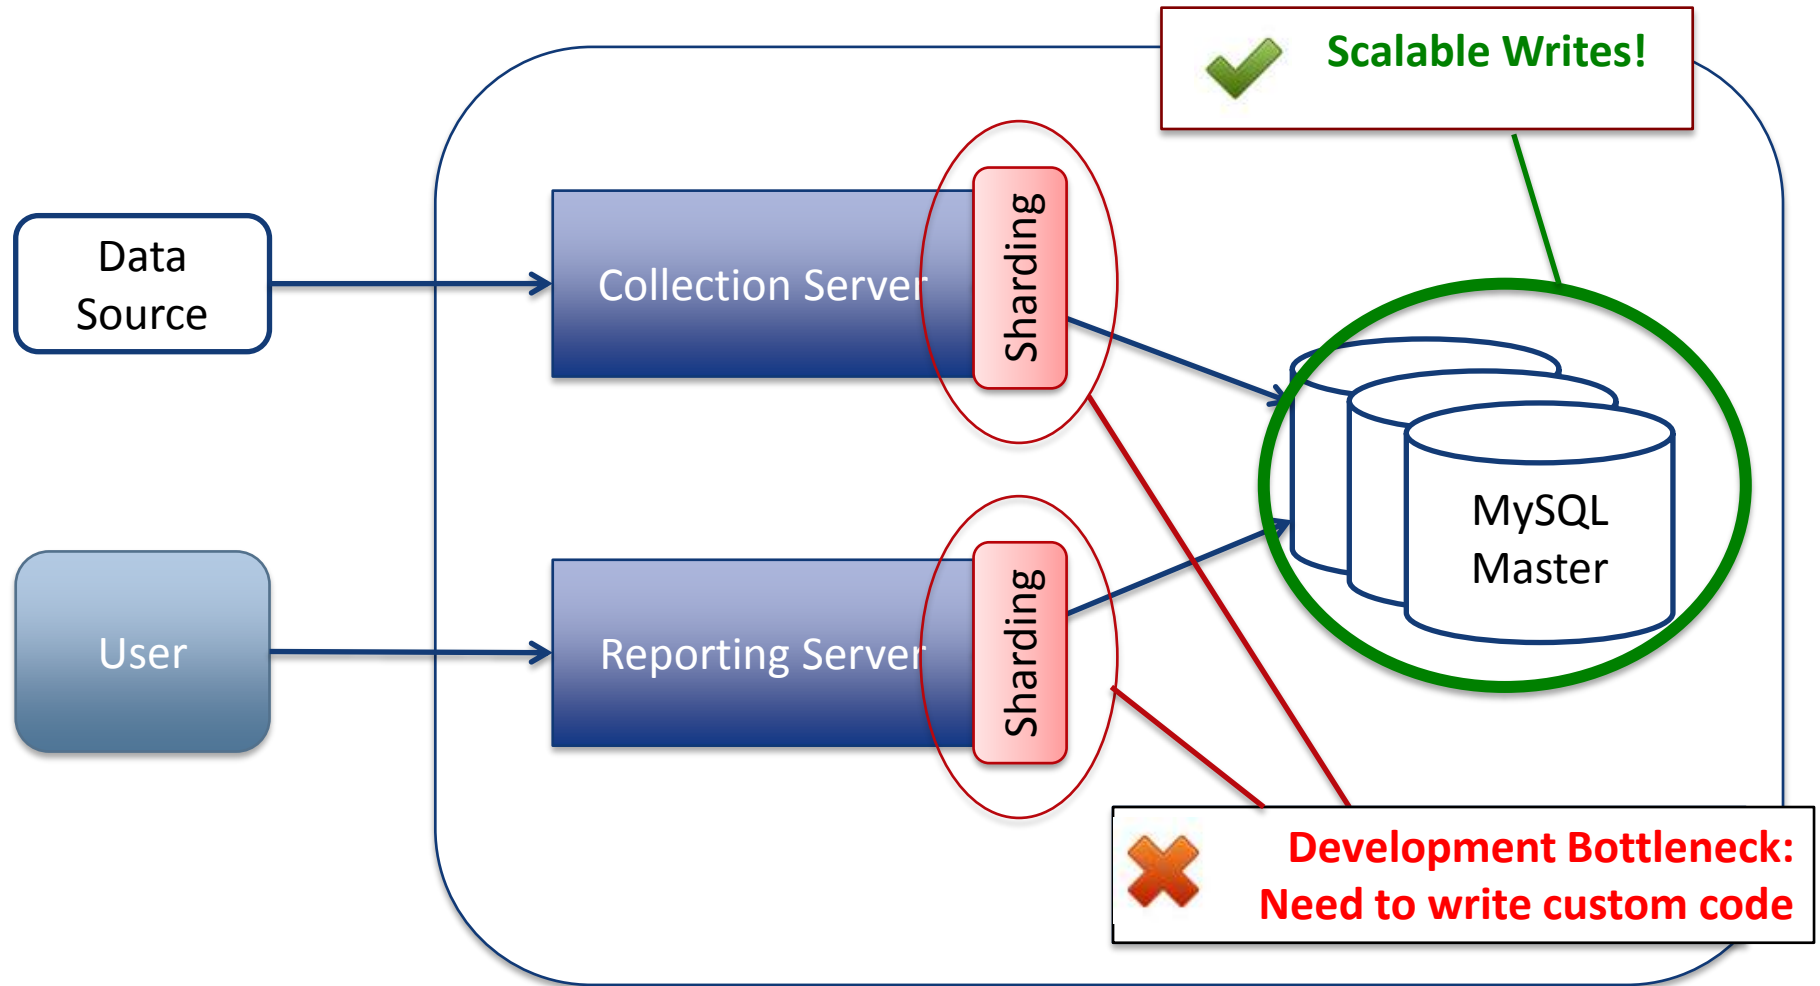 Scalable Writes!
Data
Source
Collection Server
Sharding
MySQL
Master
User
Reporting Server
Sharding
Development Bottleneck:
Need to write custom code